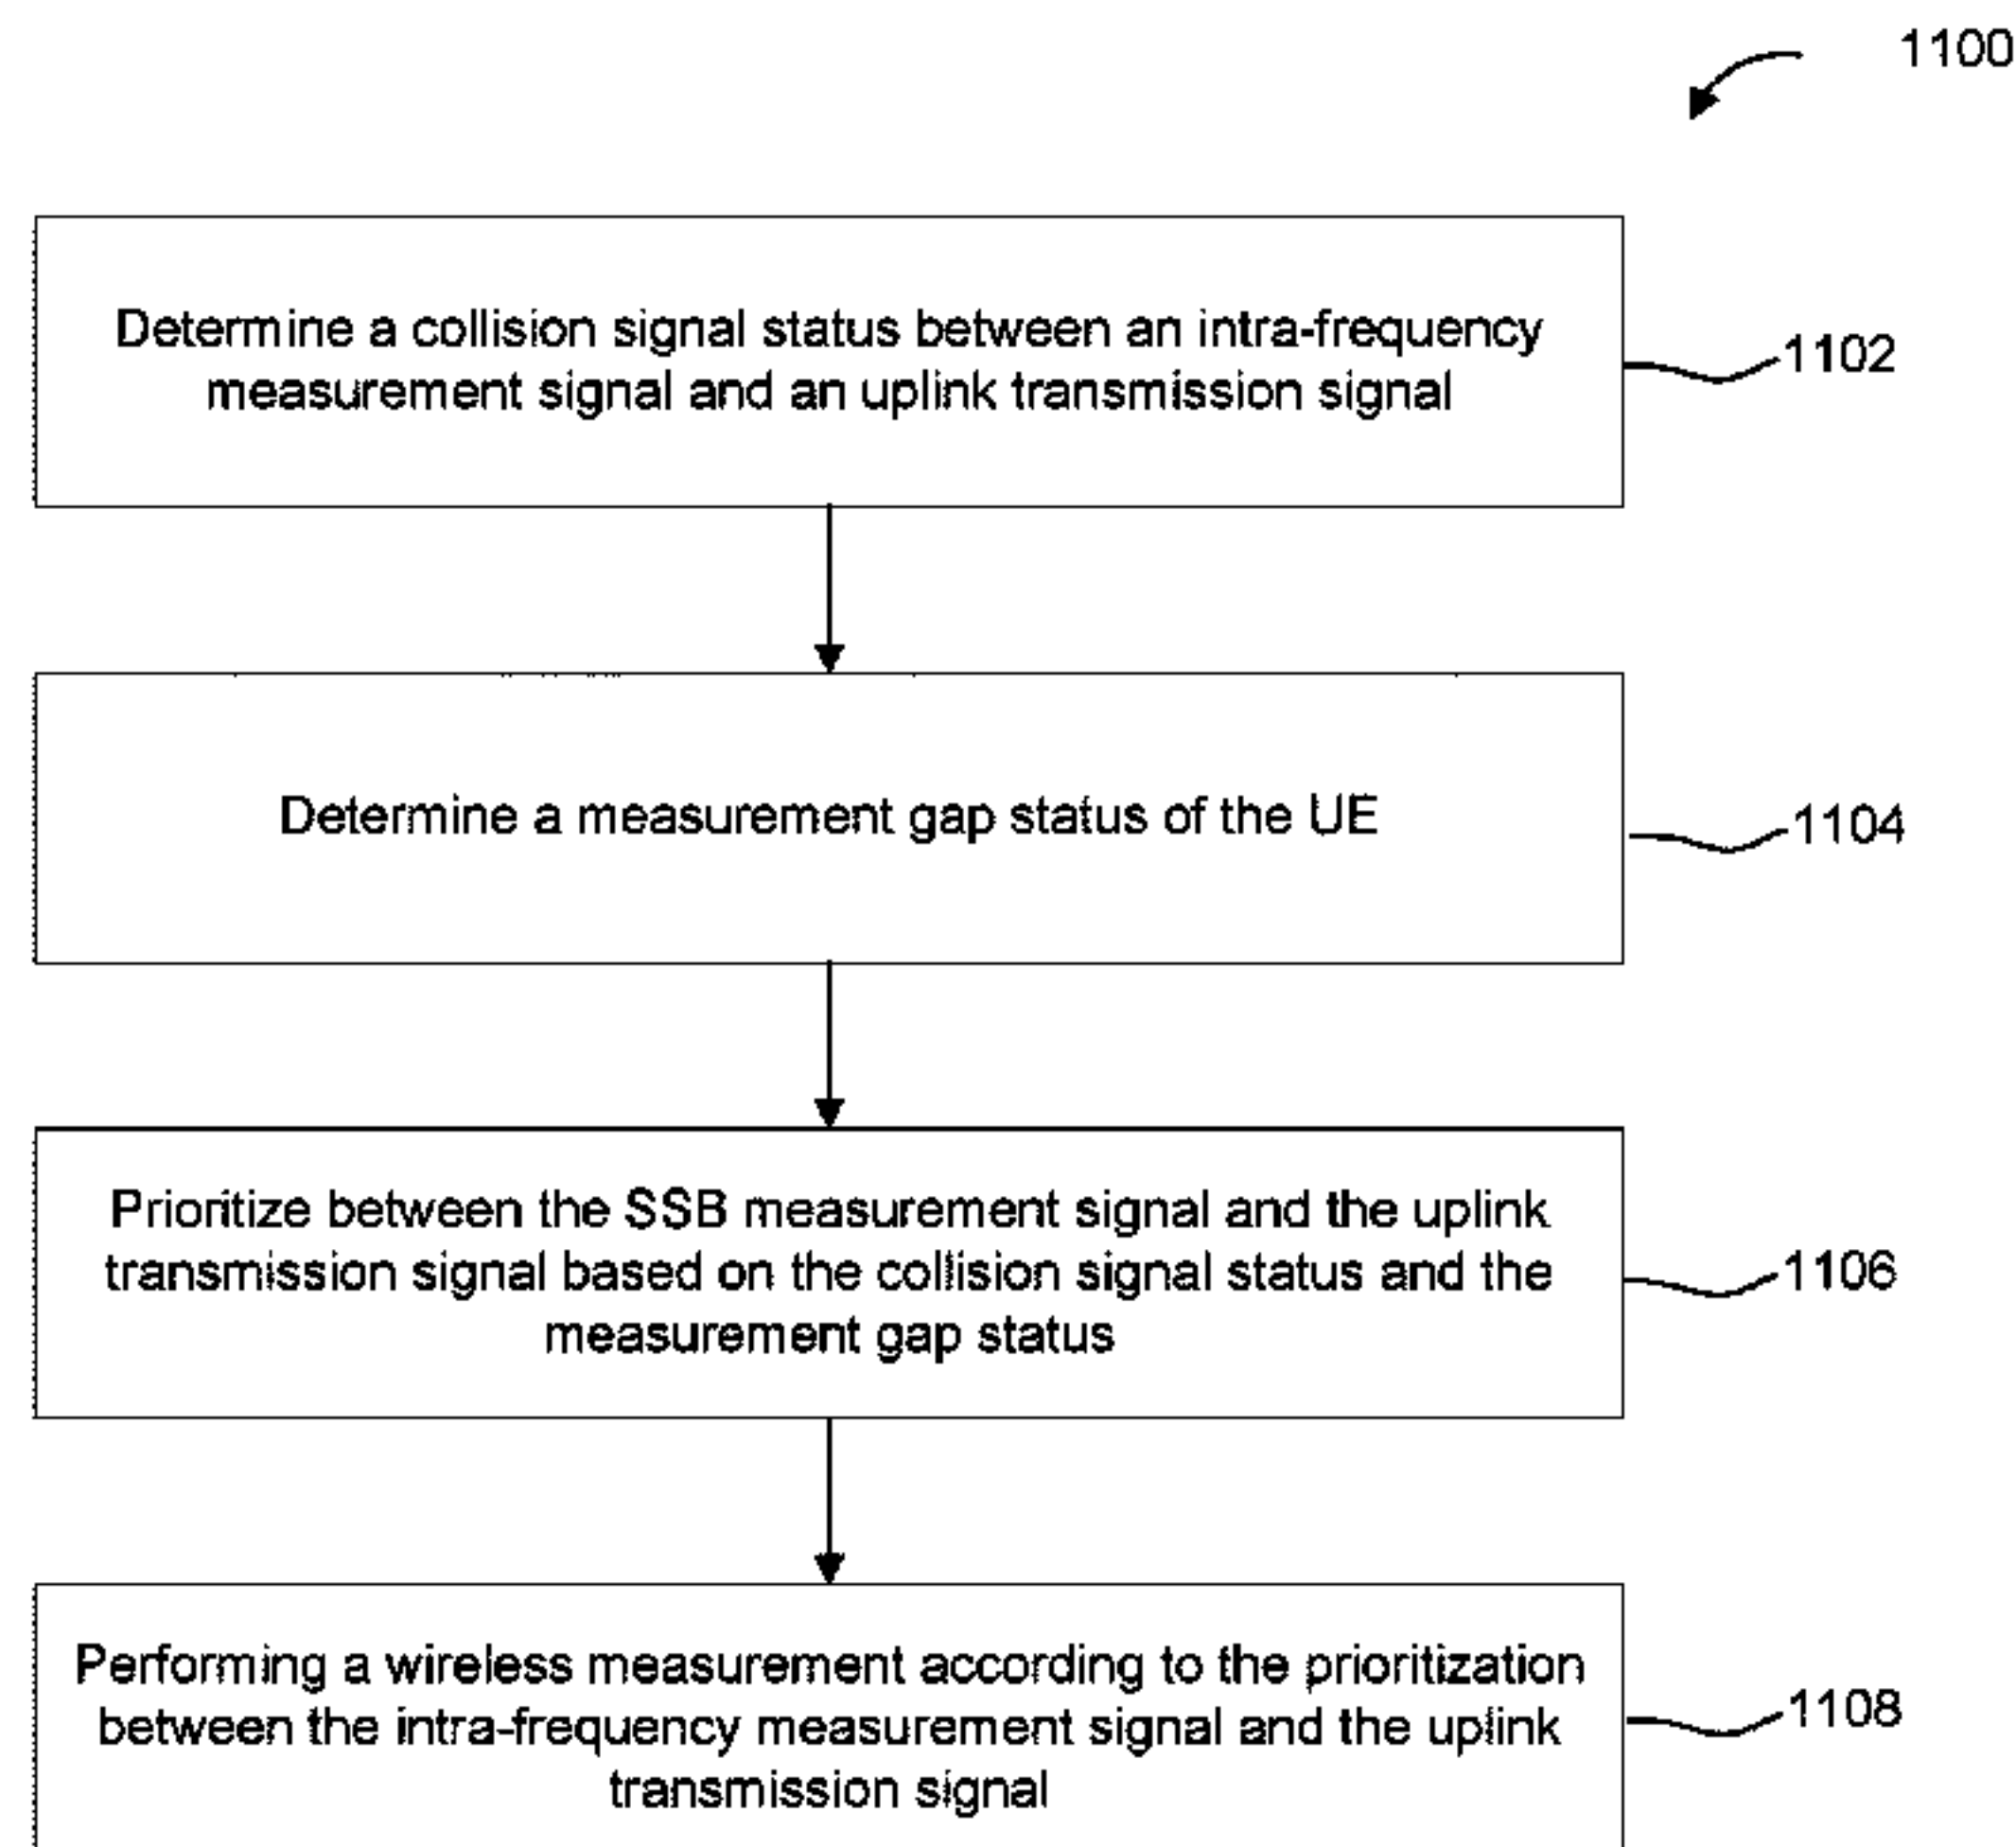 1100
Determine a collision signal status between an intra-frequency
measurement signal and an uplink transmission signal
1102
Determine a measurement gap status of the UE
1104
Prioritize between the SSB measurement signal and the uplink
transmission signal based on the collision signal status and the
measurement gap status
1106
Performing a wireless measurement according to the prioritization
between the intra-frequency measurement signal and the uplink
transmission signal
1108